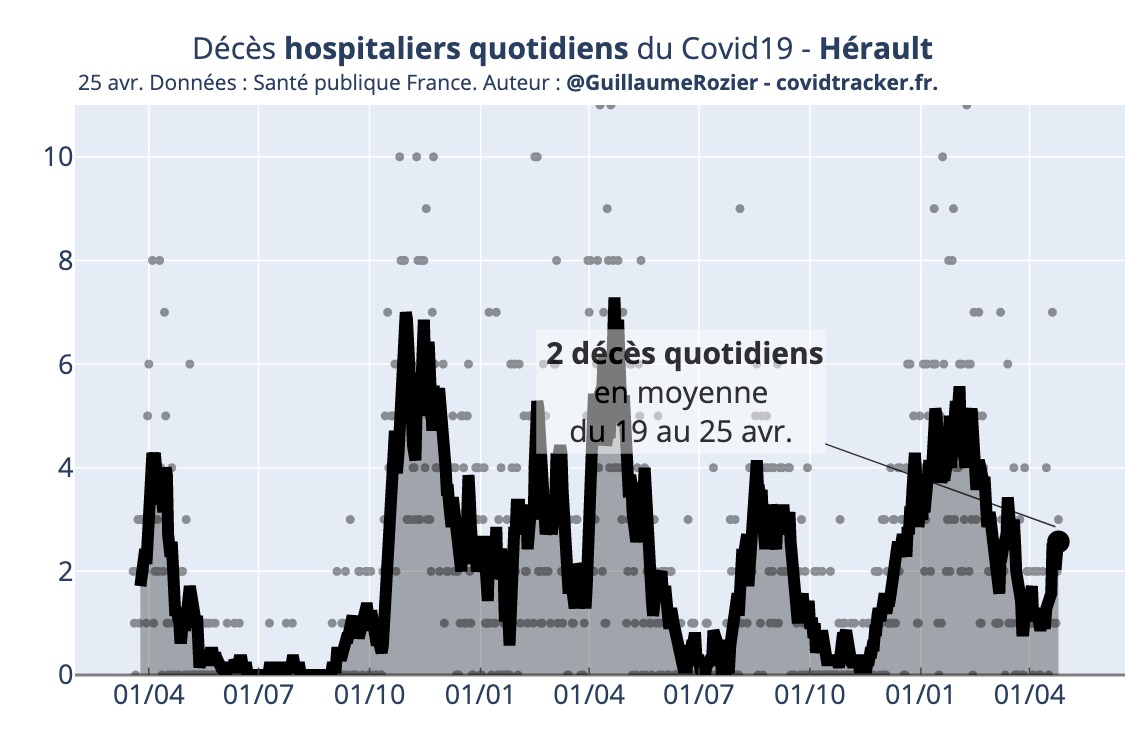 Décès hospitaliers quotidiens du Covid19 - Hérault
25 avr. Données : Santé publique France. Auteur : @GuillaumeRozier - covidtracker.fr.
10
8
6
4
2
0
2 décès quotidiens
en moyenne
du 19 au 25 avr.
01/04 01/07 01/10 01/01 01/04 01/07 01/10 01/01 01/04